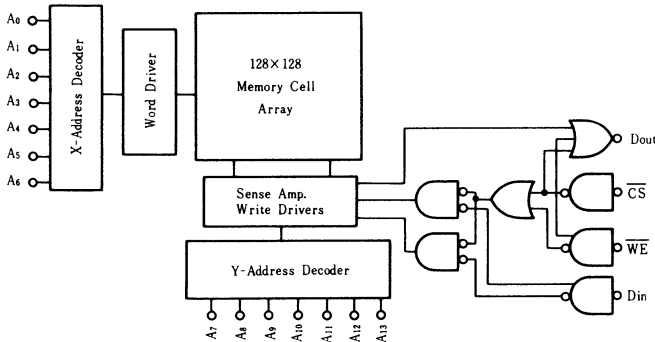 A0
A1
A2
A3
A4
A5
A6
X-Address Decoder
Word Driver
128×128
Memory Cell
Array
Sense Amp.
Write Drivers
Y-Address Decoder
A7
A8
A9
A10
A11
A12
A13
Dout
CS
WE
Din